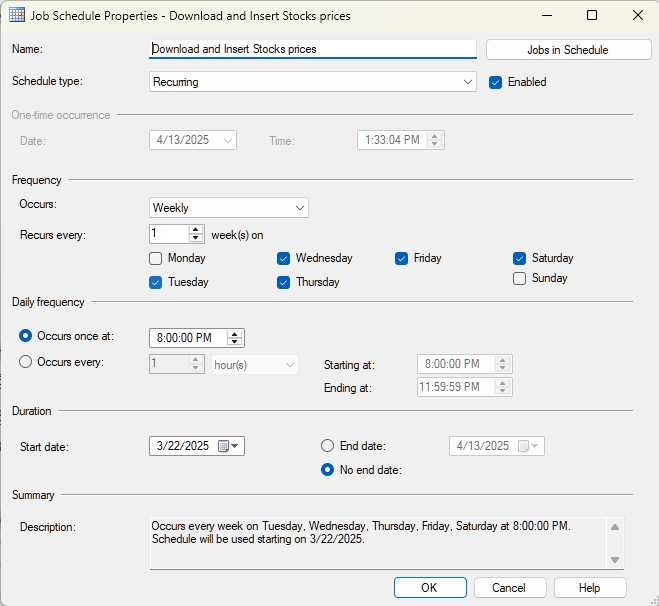 Job Schedule Properties - Download and Insert Stocks prices
Name: Download and Insert Stocks prices Jobs in Schedule
Schedule type: Recurring Enabled
One-time occurrence
Date: 4/13/2025 Time: 1:33:04 PM
Frequency
Occurs: Weekly
Recurs every: 1 week(s) on
Monday Wednesday Friday Saturday
Tuesday Thursday Sunday
Daily frequency
Occurs once at: 8:00:00 PM
Occurs every: 1 hour(s) Starting at: 8:00:00 PM
Ending at: 11:59:59 PM
Duration
Start date: 3/22/2025 End date: 4/13/2025
No end date:
Summary
Description: Occurs every week on Tuesday, Wednesday, Thursday, Friday, Saturday at 8:00:00 PM.
Schedule will be used starting on 3/22/2025.
OK Cancel Help